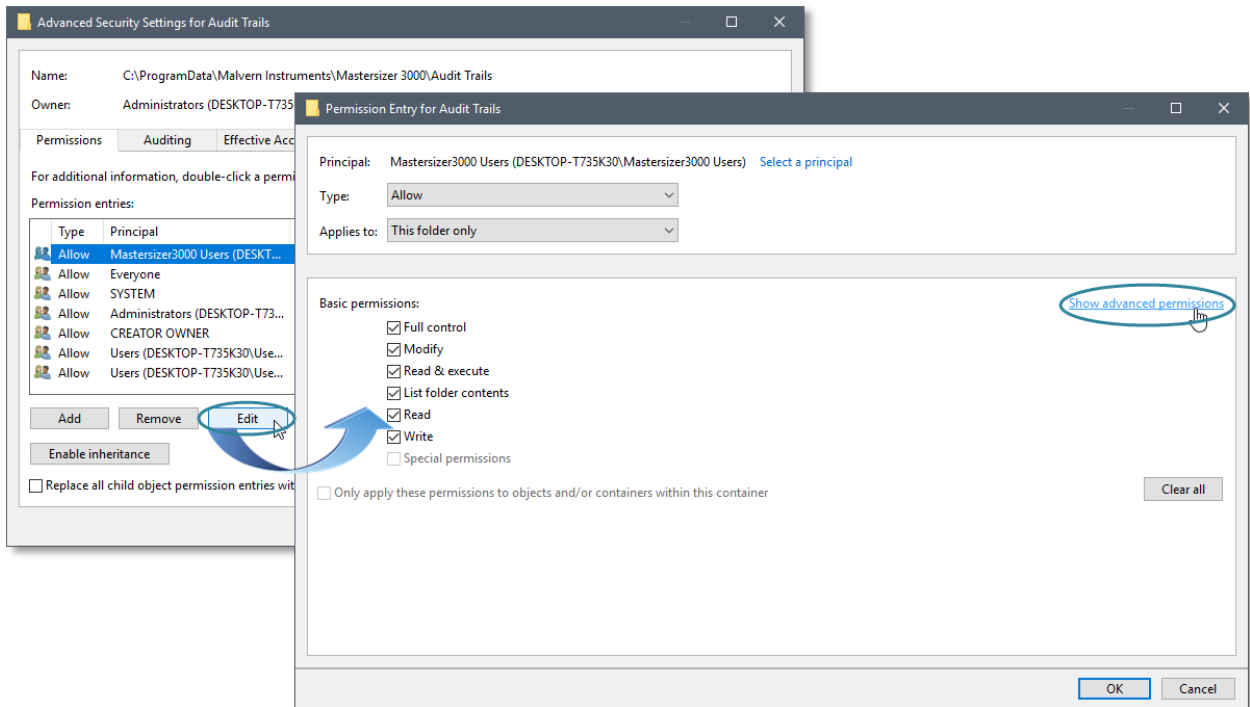 Advanced Security Settings for Audit Trails
Name: C:\ProgramData\Malvern Instruments\Mastersizer 3000\Audit Trails
Owner: Administrators (DESKTOP-T735
Permissions Auditing Effective Acc
For additional information, double-click a permi
Permission entries:
Type Principal
Allow Mastersizer3000 Users (DESKT...
Allow Everyone
Allow SYSTEM
Allow Administrators (DESKTOP-T73...
Allow CREATOR OWNER
Allow Users (DESKTOP-T735K30\Use...
Allow Users (DESKTOP-T735K30\Use...
Add Remove Edit
Enable inheritance
Replace all child object permission entries wit
Permission Entry for Audit Trails
Principal: Mastersizer3000 Users (DESKTOP-T735K30\Mastersizer3000 Users) Select a principal
Type: Allow
Applies to: This folder only
Basic permissions: Show advanced permissions
Full control
Modify
Read & execute
List folder contents
Read
Write
Special permissions
Only apply these permissions to objects and/or containers within this container
Clear all
OK Cancel